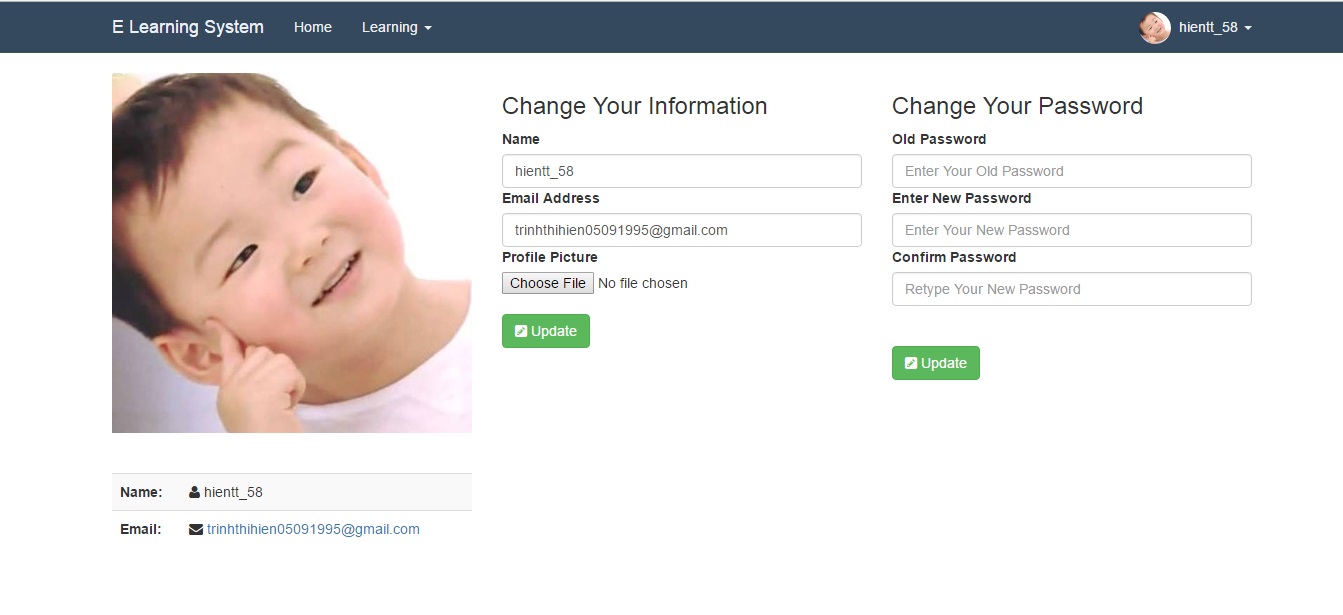 E Learning System Home Learning hientt_58
Change Your Information
Name
hientt_58
Email Address
trinhthihien05091995@gmail.com
Profile Picture
Choose File No file chosen
Update
Change Your Password
Old Password
Enter Your Old Password
Enter New Password
Enter Your New Password
Confirm Password
Retype Your New Password
Update
Name: hientt_58
Email: trinhthihien05091995@gmail.com